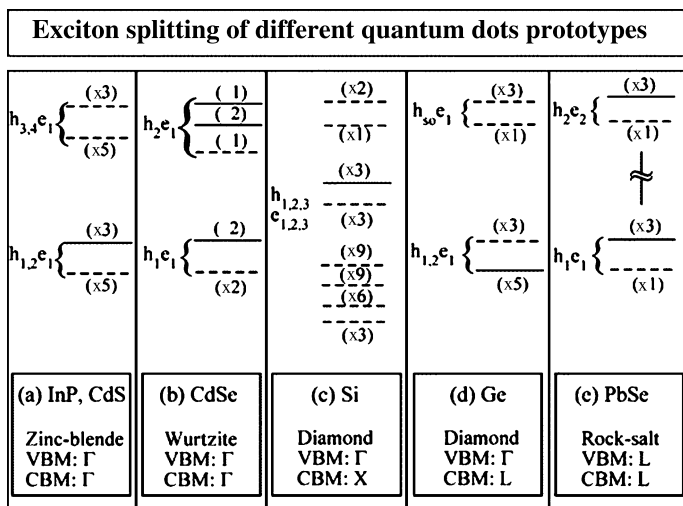 Exciton splitting of different quantum dots prototypes
(x3)
h3,4e1
(x5)
(x3)
h1,2e1
(x5)
(a) InP, CdS
Zinc-blende
VBM: Γ
CBM: Γ
( 1)
( 2)
h2e1
( 1)
( 2)
h1e1
(x2)
(b) CdSe
Wurtzite
VBM: Γ
CBM: Γ
(x2)
(x1)
(x3)
h1,2,3
e1,2,3
(x3)
(x9)
(x9)
(x6)
(x3)
(c) Si
Diamond
VBM: Γ
CBM: X
(x3)
hsoe1
(x1)
(x3)
h1,2e1
(x5)
(d) Ge
Diamond
VBM: Γ
CBM: L
(x3)
h2e2
(x1)
(x3)
h1e1
(x1)
(e) PbSe
Rock-salt
VBM: L
CBM: L